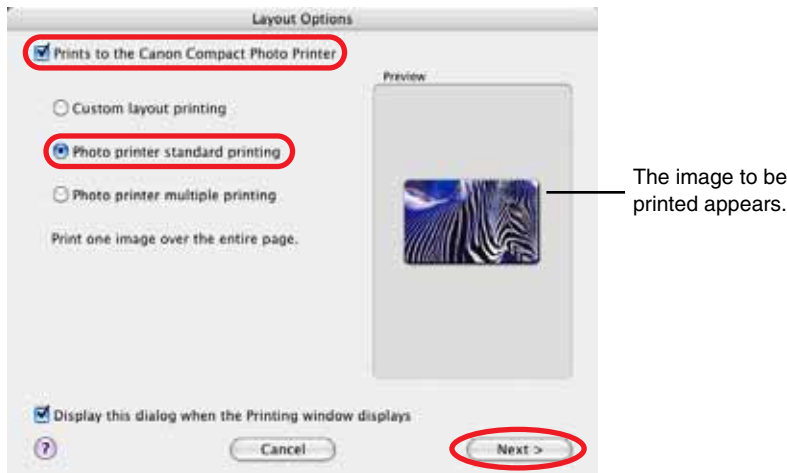 Layout Options
Prints to the Canon Compact Photo Printer
Preview
Custom layout printing
Photo printer standard printing
Photo printer multiple printing
Print one image over the entire page.
The image to be
printed appears.
Display this dialog when the Printing window displays
?
Cancel
Next >